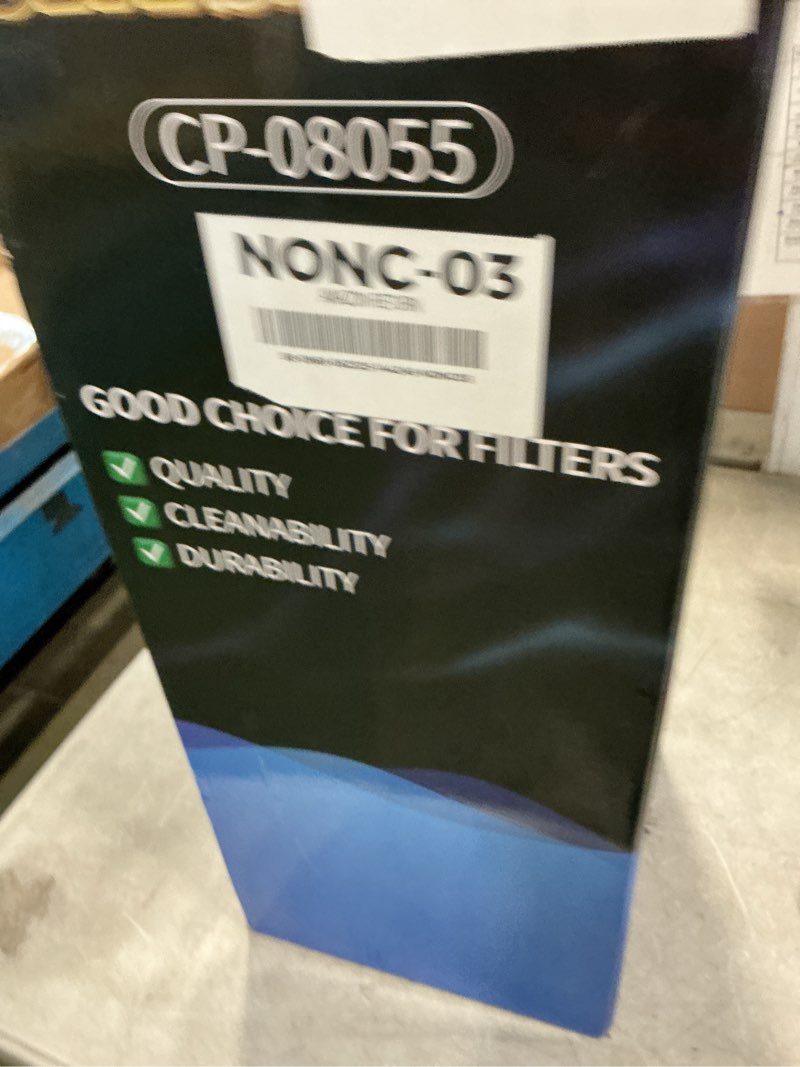 CP-08055
NONC-03
GOOD CHOICE FOR FILTERS
QUALITY
CLEANABILITY
DURABILITY